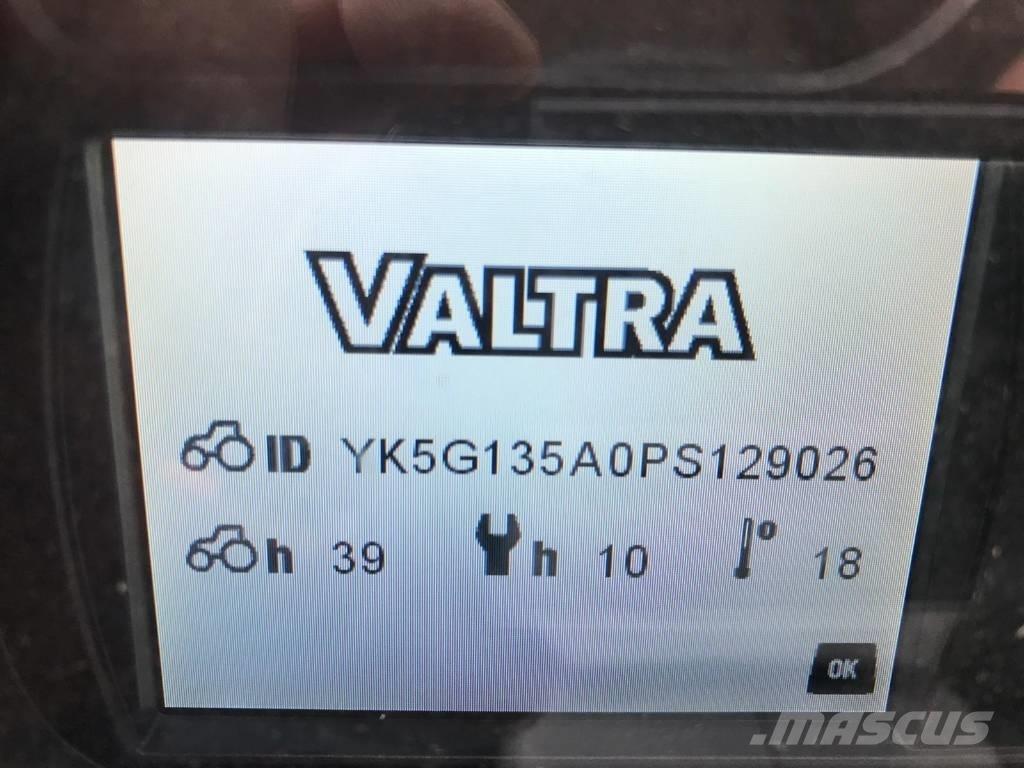 VALTRA
ID YK5G135A0PS129026
h 39 h 10 ° 18
OK
MASCUS